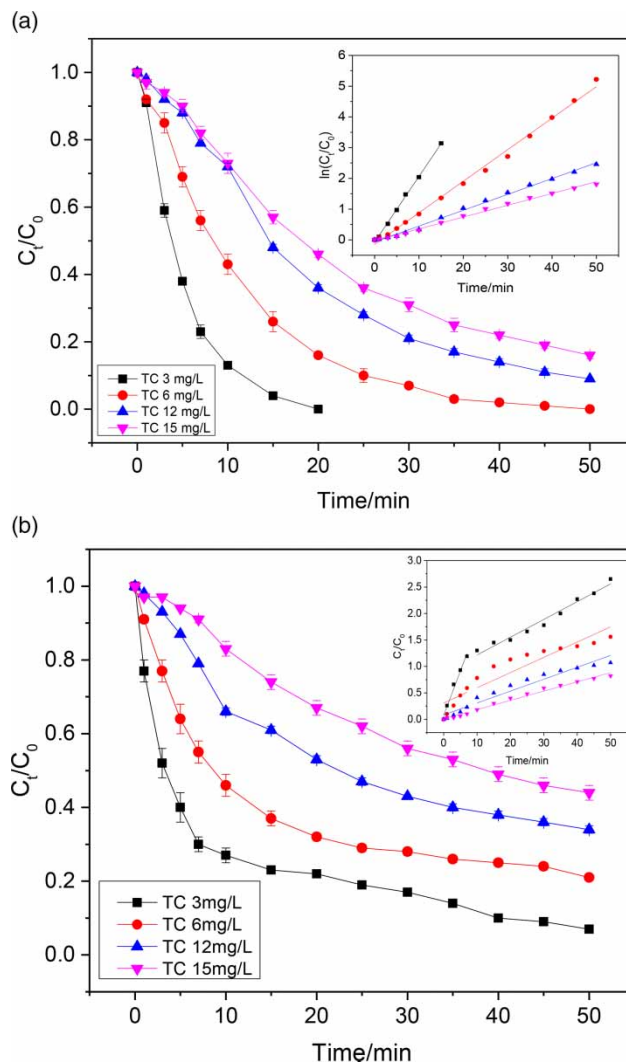 (a)
1.0
0.8
0.6
0.4
0.2
0.0
Ct/C0
0
10
20
30
40
50
Time/min
TC 3 mg/L
TC 6 mg/L
TC 12 mg/L
TC 15 mg/L
6
5
4
3
2
1
0
ln(Ct/C0)
0
10
20
30
40
50
Time/min
(b)
1.0
0.8
0.6
0.4
0.2
0.0
Ct/C0
0
10
20
30
40
50
Time/min
TC 3mg/L
TC 6mg/L
TC 12mg/L
TC 15mg/L
3.0
2.5
2.0
1.5
1.0
0.5
0.0
Ct/C0
0
10
20
30
40
50
Time/min